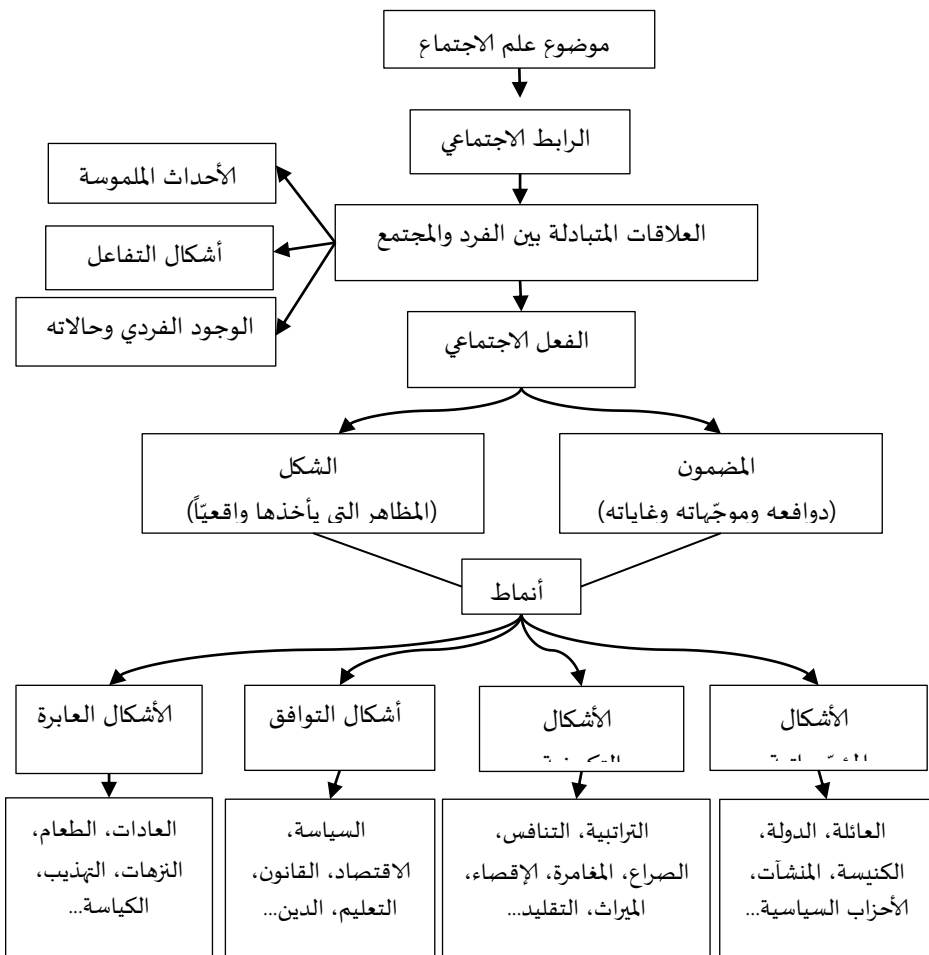 موضوع علم الاجتماع
الرابط الاجتماعي
الأحداث الملموسة
العلاقات المتبادلة بين الفرد والمجتمع
أشكال التفاعل
الوجود الفردي وحالاته
الفعل الاجتماعي
المضمون
(دوافعه وموجّهاته وغاياته)
الشكل
(المظاهر التي يأخذها واقعيّاً)
أنماط
الأشكال
الأشكال
أشكال التوافق
الأشكال العابرة
العائلة، الدولة،
الكنيسة، المنشآت،
الأحزاب السياسية...
التراتبية، التنافس،
الصراع، المغامرة، الإقصاء،
الميراث، التقليد...
السياسة،
الاقتصاد، القانون،
التعليم، الدين...
العادات، الطعام،
النزهات، التهذيب،
الكياسة...